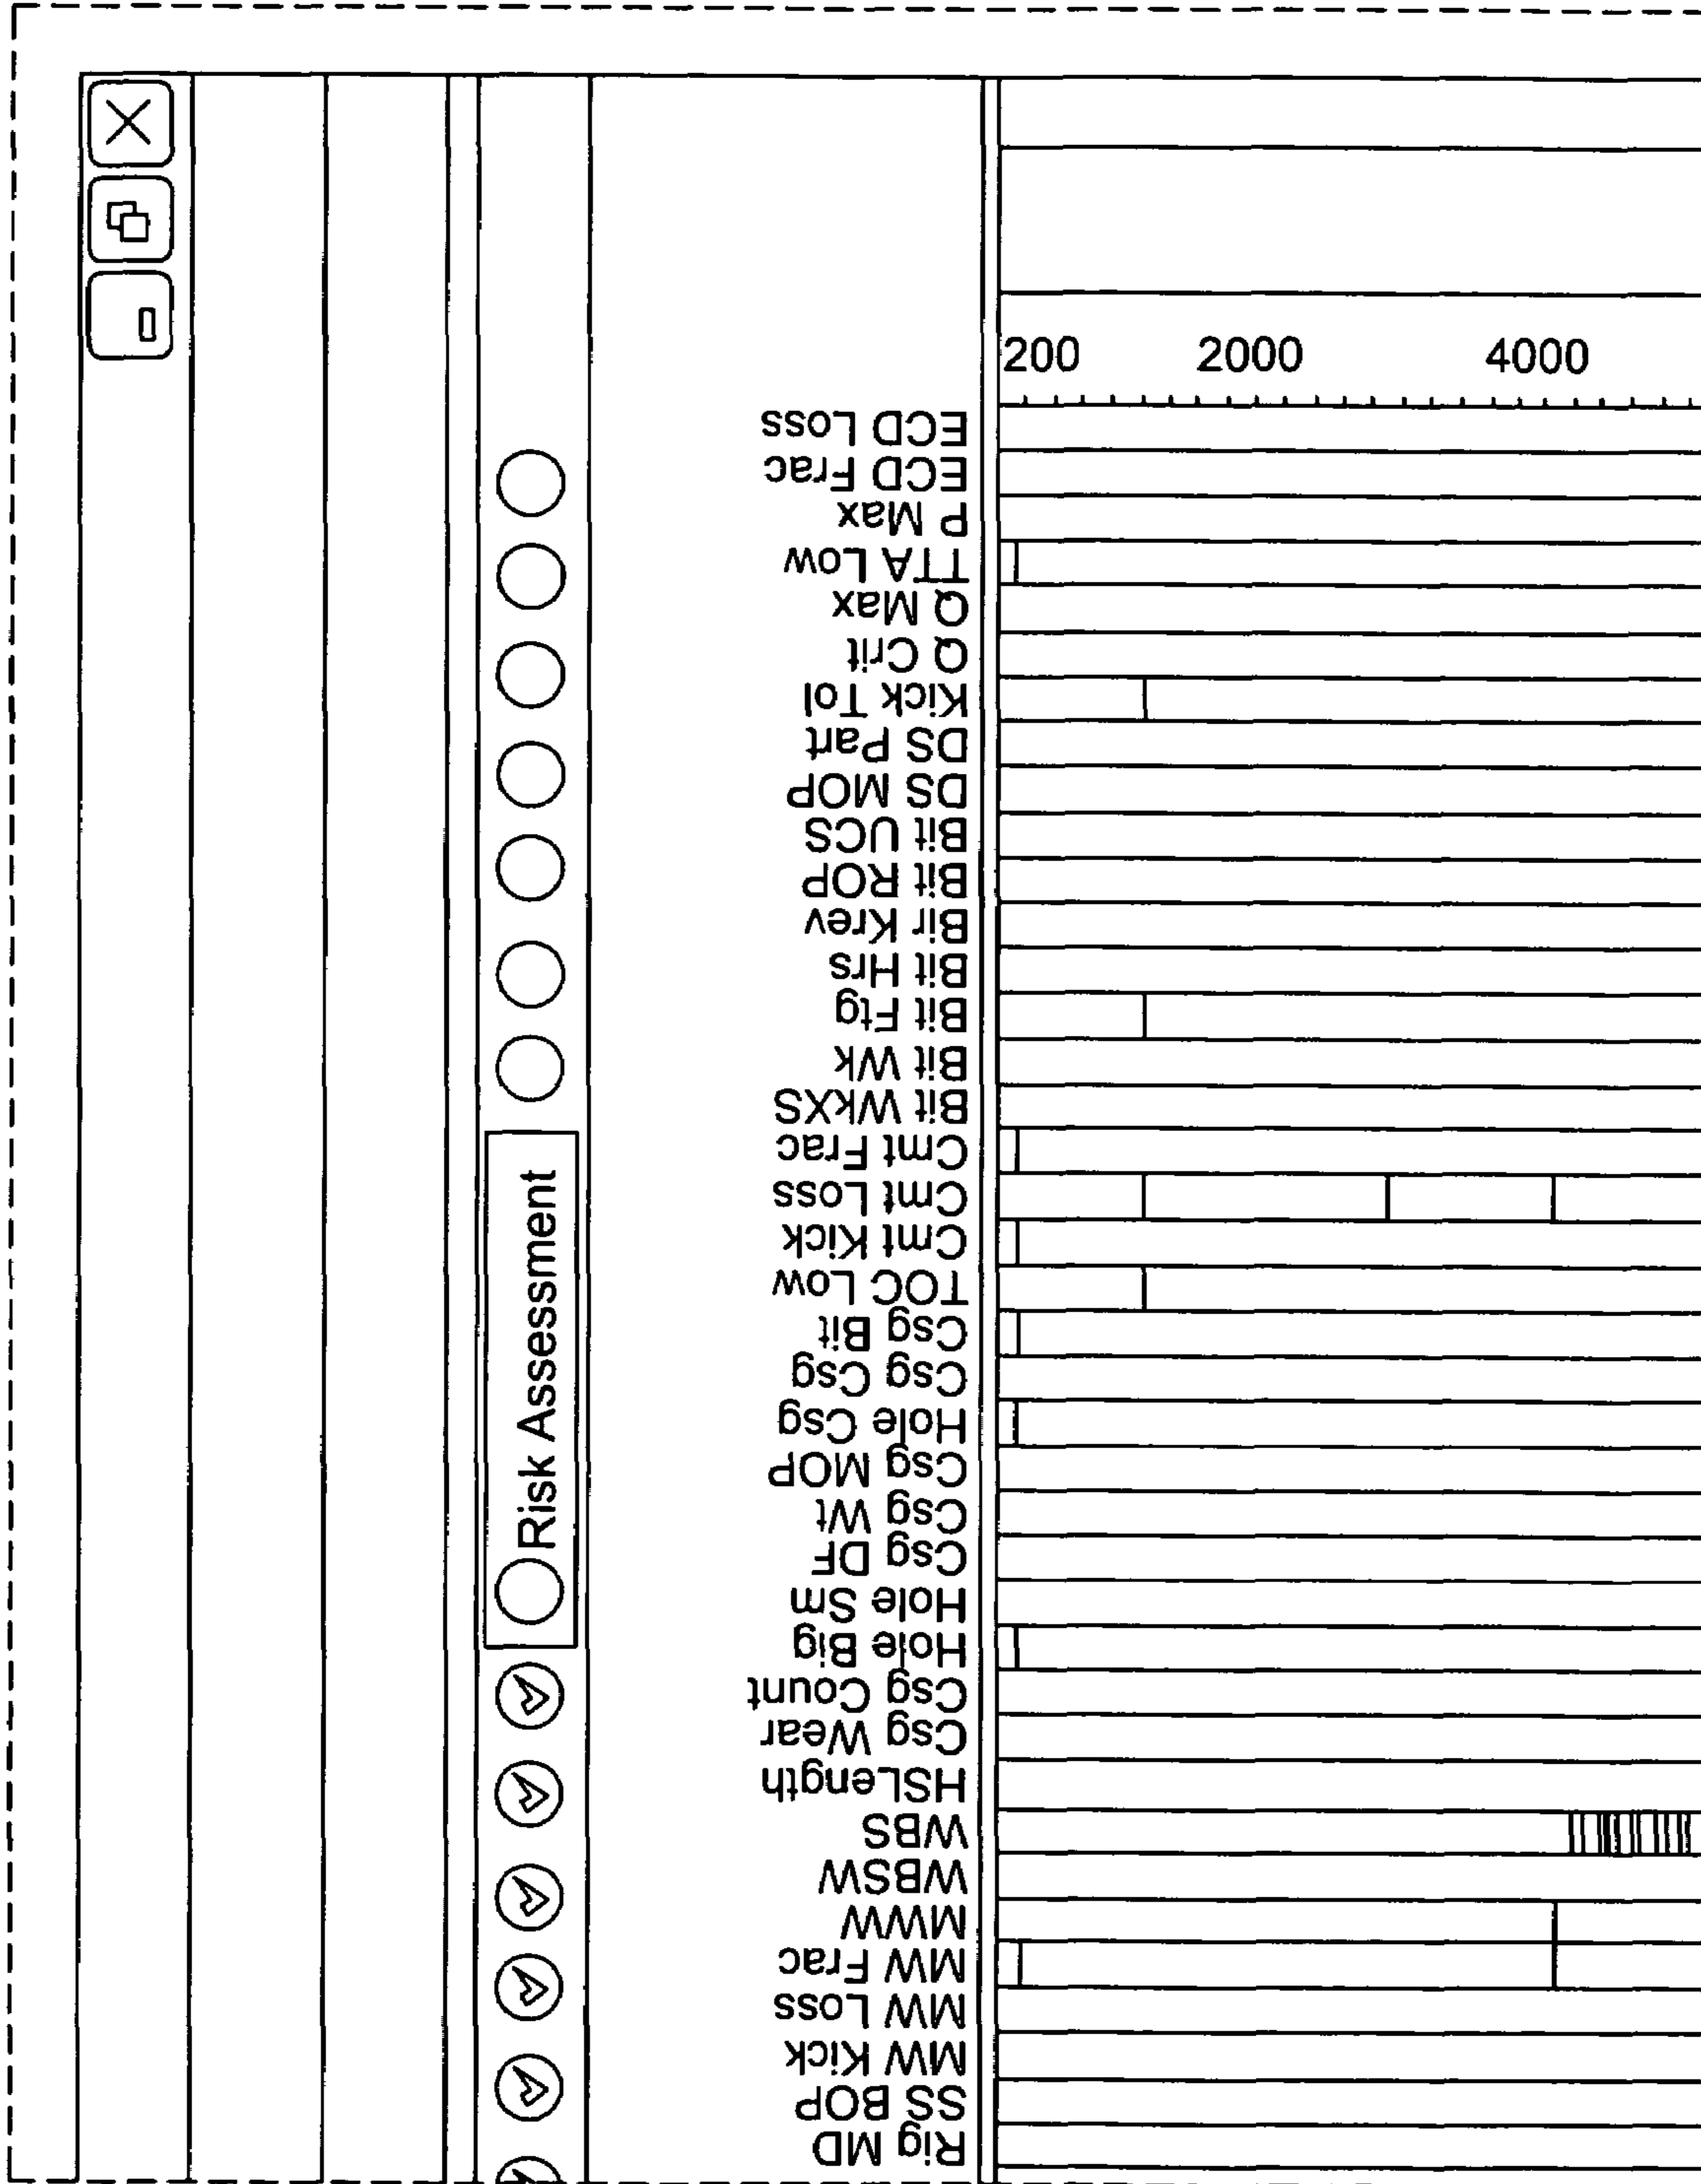 Risk Assessment
200
2000
4000
ECD Loss
ECD Frac
P Max
TTA Low
Q Max
Q Crit
Kick Tol
DS Part
DS MOP
Bit UCS
Bit ROP
Bir Krev
Bit Hrs
Bit Ftg
Bit Wk
Bit WkXS
Cmt Frac
Cmt Loss
Cmt Kick
TOC Low
Csg Bit
Csg Csg
Hole Csg
Csg MOP
Csg Wt
Csg DF
Hole Sm
Hole Big
Csg Count
Csg Wear
HSLength
WBS
WBSW
MWW
MW Frac
MW Loss
MW Kick
SS BOP
Rig MD